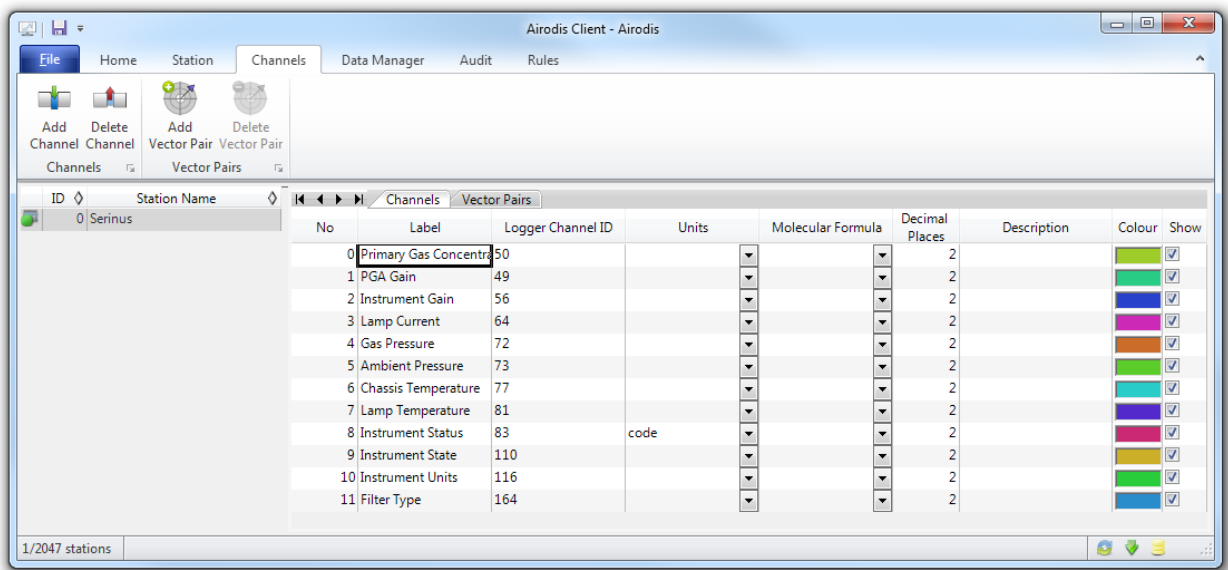 Airodis Client - Airodis
File Home Station Channels Data Manager Audit Rules
Add Channel Delete Channel Add Vector Pair Delete Vector Pair
Channels Vector Pairs
ID Station Name
0 Serinus
Channels Vector Pairs
No Label Logger Channel ID Units Molecular Formula Decimal Places Description Colour Show
0 Primary Gas Concentra 50 2
1 PGA Gain 49 2
2 Instrument Gain 56 2
3 Lamp Current 64 2
4 Gas Pressure 72 2
5 Ambient Pressure 73 2
6 Chassis Temperature 77 2
7 Lamp Temperature 81 2
8 Instrument Status 83 code 2
9 Instrument State 110 2
10 Instrument Units 116 2
11 Filter Type 164 2
1/2047 stations